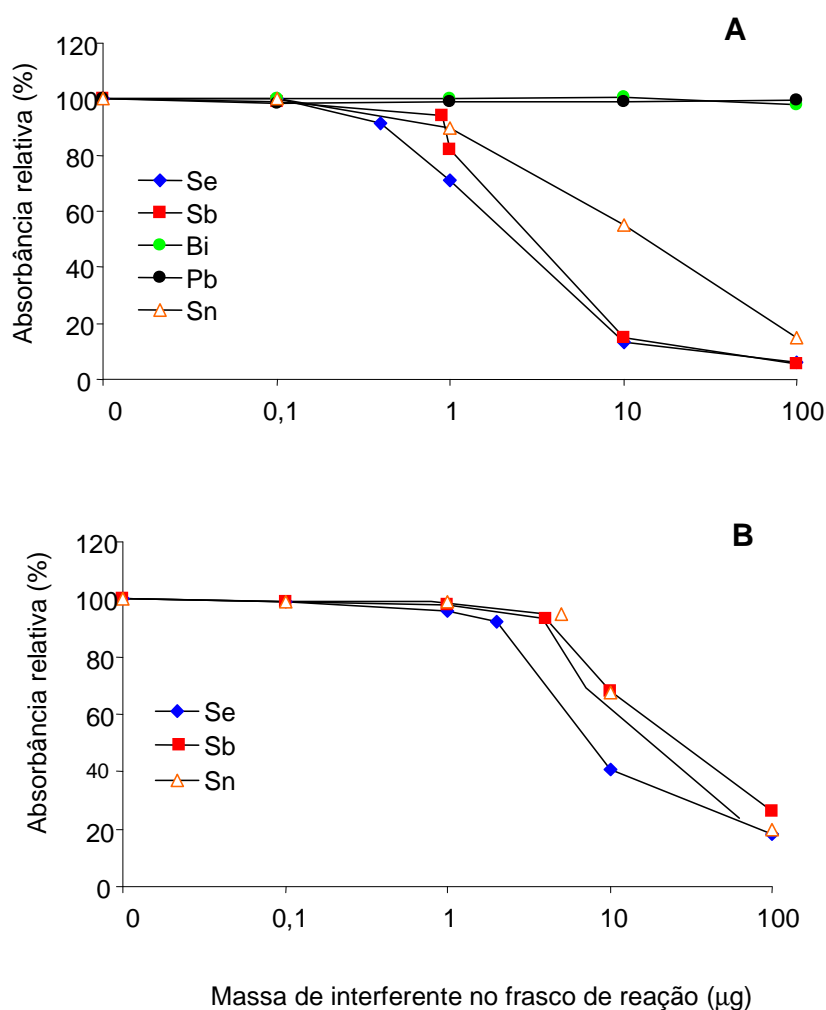 A
120
100
80
60
40
20
0
Absorbância relativa (%)
Se
Sb
Bi
Pb
Sn
0 0,1 1 10 100
B
120
100
80
60
40
20
0
Absorbância relativa (%)
Se
Sb
Sn
0 0,1 1 10 100
Massa de interferente no frasco de reação (µg)